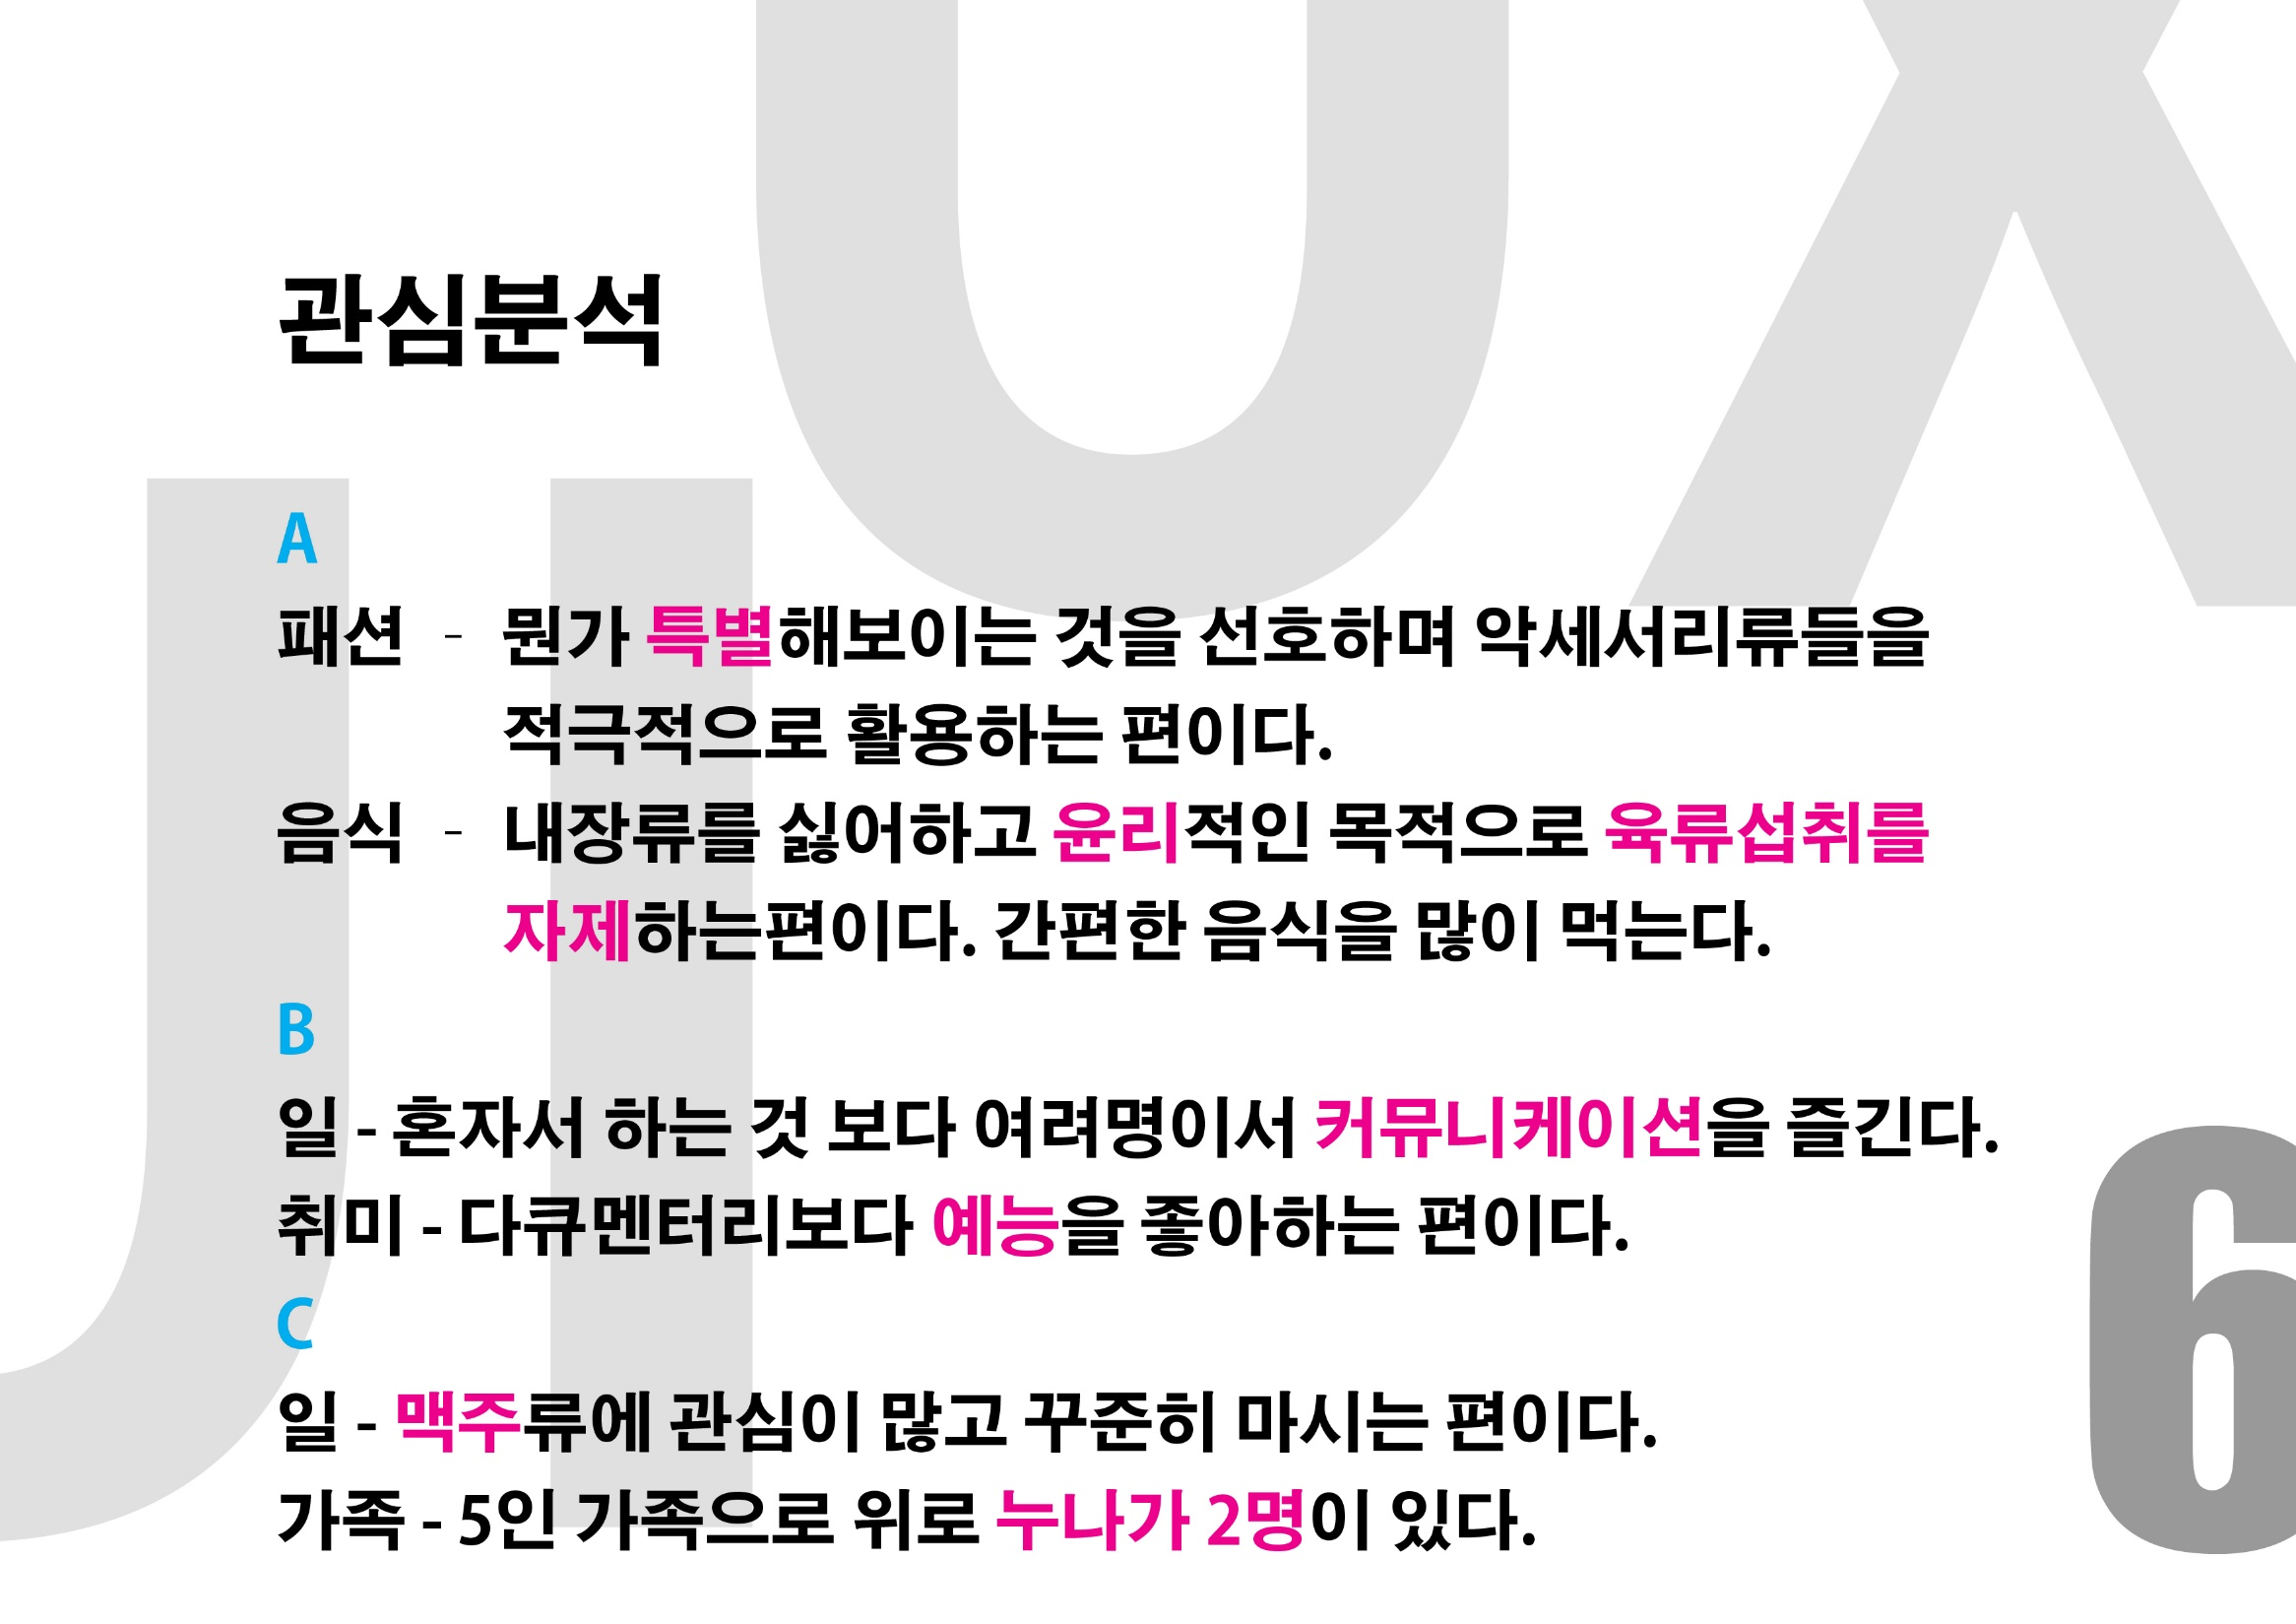 UX
UI
관심분석
A
패션 - 뭔가 특별해보이는 것을 선호하며 악세서리류들을
적극적으로 활용하는 편이다.
음식 - 내장류를 싫어하고 윤리적인 목적으로 육류섭취를
자제하는편이다. 간편한 음식을 많이 먹는다.
B
일 - 혼자서 하는 것 보다 여러명이서 커뮤니케이션을 즐긴다.
취미 - 다큐멘터리보다 예능을 좋아하는 편이다.
C
일 - 맥주류에 관심이 많고 꾸준히 마시는 편이다.
가족 - 5인 가족으로 위로 누나가 2명이 있다.
6